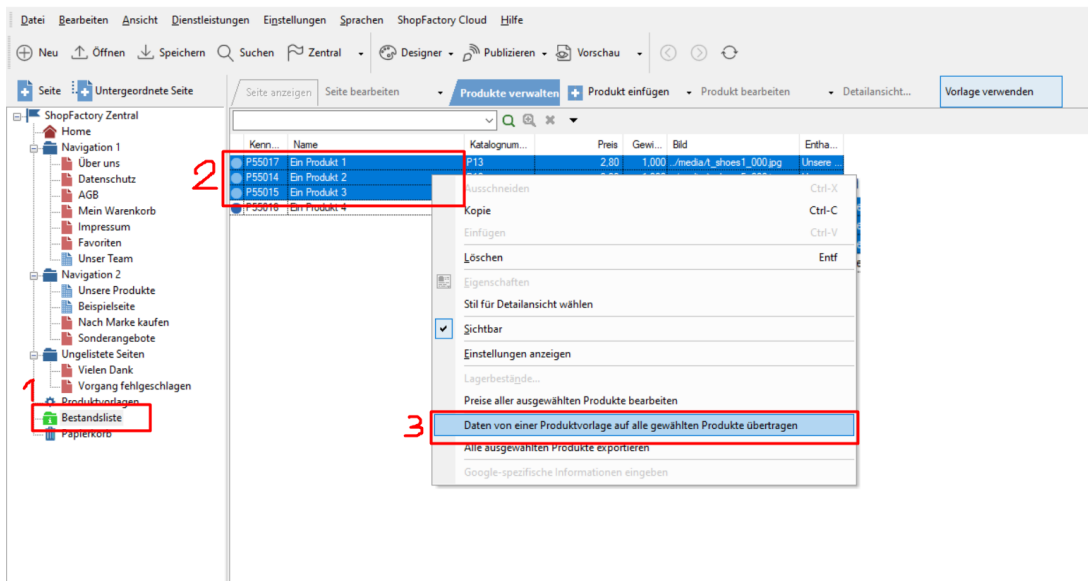 Datei Bearbeiten Ansicht Dienstleistungen Einstellungen Sprachen ShopFactory Cloud Hilfe
Neu Öffnen Speichern Suchen Zentral Designer Publizieren Vorschau
Seite Untergeordnete Seite Seite anzeigen Seite bearbeiten Produkte verwalten Produkt einfügen Produkt bearbeiten Detailansicht... Vorlage verwenden
ShopFactory Zentral
Home
Navigation 1
Über uns
Datenschutz
AGB
Mein Warenkorb
Impressum
Favoriten
Unser Team
Navigation 2
Unsere Produkte
Beispielseite
Nach Marke kaufen
Sonderangebote
Ungelistete Seiten
Vielen Dank
Vorgang fehlgeschlagen
1
Produktvorlagen
Bestandsliste
Papierkorb
Kenn... Name Katalognum... Preis Gewi... Bild Entha...
2
P55017 Ein Produkt 1 P13 2,80 1,000 ../media/t_shoes1_000.jpg Unsere ...
P55014 Ein Produkt 2
P55015 Ein Produkt 3
P55016 Ein Produkt 4
Ausschneiden Ctrl-X
Kopie Ctrl-C
Einfügen Ctrl-V
Löschen Entf
Eigenschaften
Stil für Detailansicht wählen
Sichtbar
Einstellungen anzeigen
Lagerbestände...
Preise aller ausgewählten Produkte bearbeiten
3
Daten von einer Produktvorlage auf alle gewählten Produkte übertragen
Alle ausgewählten Produkte exportieren
Google-spezifische Informationen eingeben